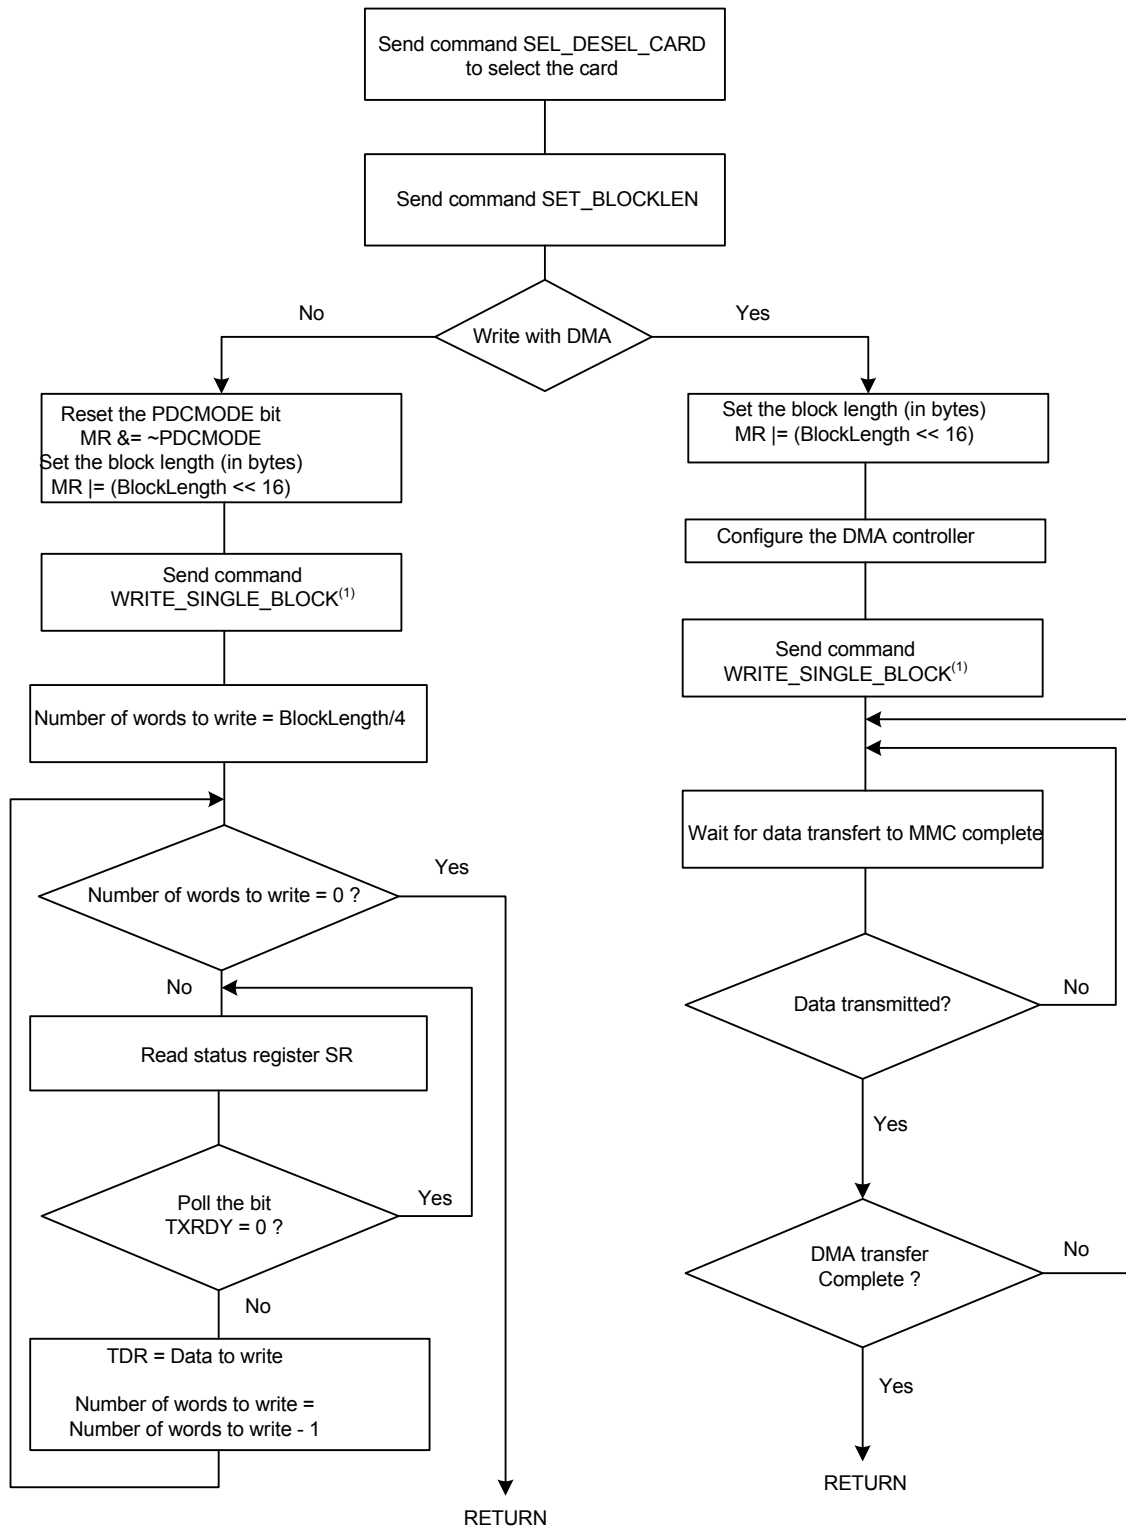 Send command SEL_DESEL_CARD
to select the card
Send command SET_BLOCKLEN
No
Yes
Write with DMA
Reset the PDCMODE bit
MR &= ~PDCMODE
Set the block length (in bytes)
MR |= (BlockLength << 16)
Send command
WRITE_SINGLE_BLOCK(1)
Number of words to write = BlockLength/4
Number of words to write = 0 ?
Yes
No
Read status register SR
Poll the bit
TXRDY = 0 ?
Yes
No
TDR = Data to write
Number of words to write =
Number of words to write - 1
RETURN
Set the block length (in bytes)
MR |= (BlockLength << 16)
Configure the DMA controller
Send command
WRITE_SINGLE_BLOCK(1)
Wait for data transfert to MMC complete
Data transmitted?
No
Yes
DMA transfer
Complete ?
No
Yes
RETURN